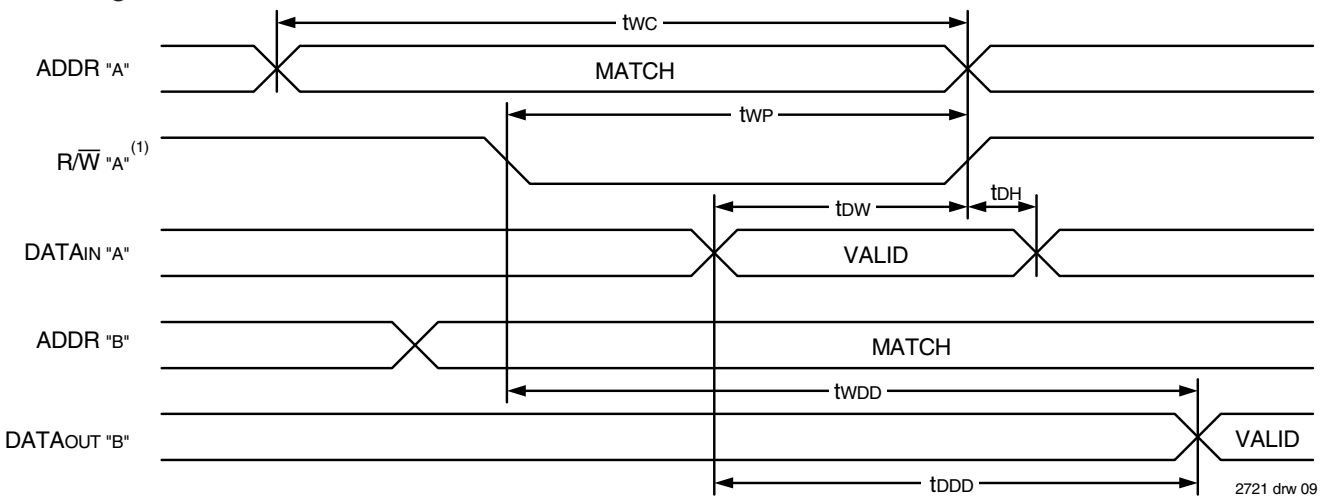 tWC
ADDR "A"
MATCH
tWP
R/W̅ "A"(1)
tDW
tDH
DATAIN "A"
VALID
ADDR "B"
MATCH
tWDD
DATAOUT "B"
VALID
tDDD
2721 drw 09